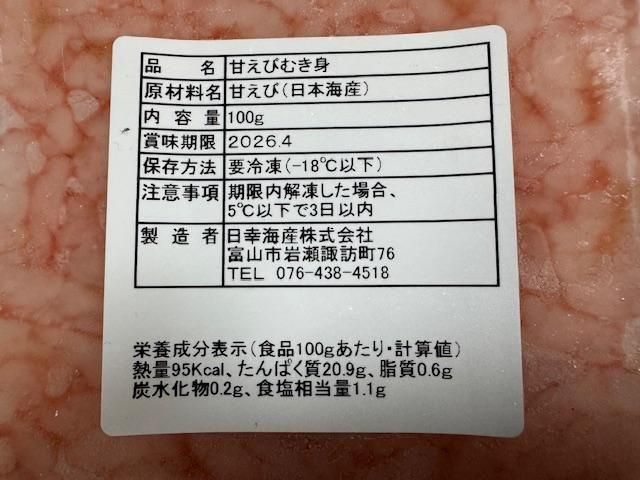 品名 甘えびむき身
原材料名 甘えび(日本海産)
内容量 100g
賞味期限 2026.4
保存方法 要冷凍(-18℃以下)
注意事項 期限内解凍した場合、
5℃以下で3日以内
製造者 日幸海産株式会社
富山市岩瀬諏訪町76
TEL 076-438-4518
栄養成分表示(食品100gあたり・計算値)
熱量95Kcal、たんぱく質20.9g、脂質0.6g
炭水化物0.2g、食塩相当量1.1g